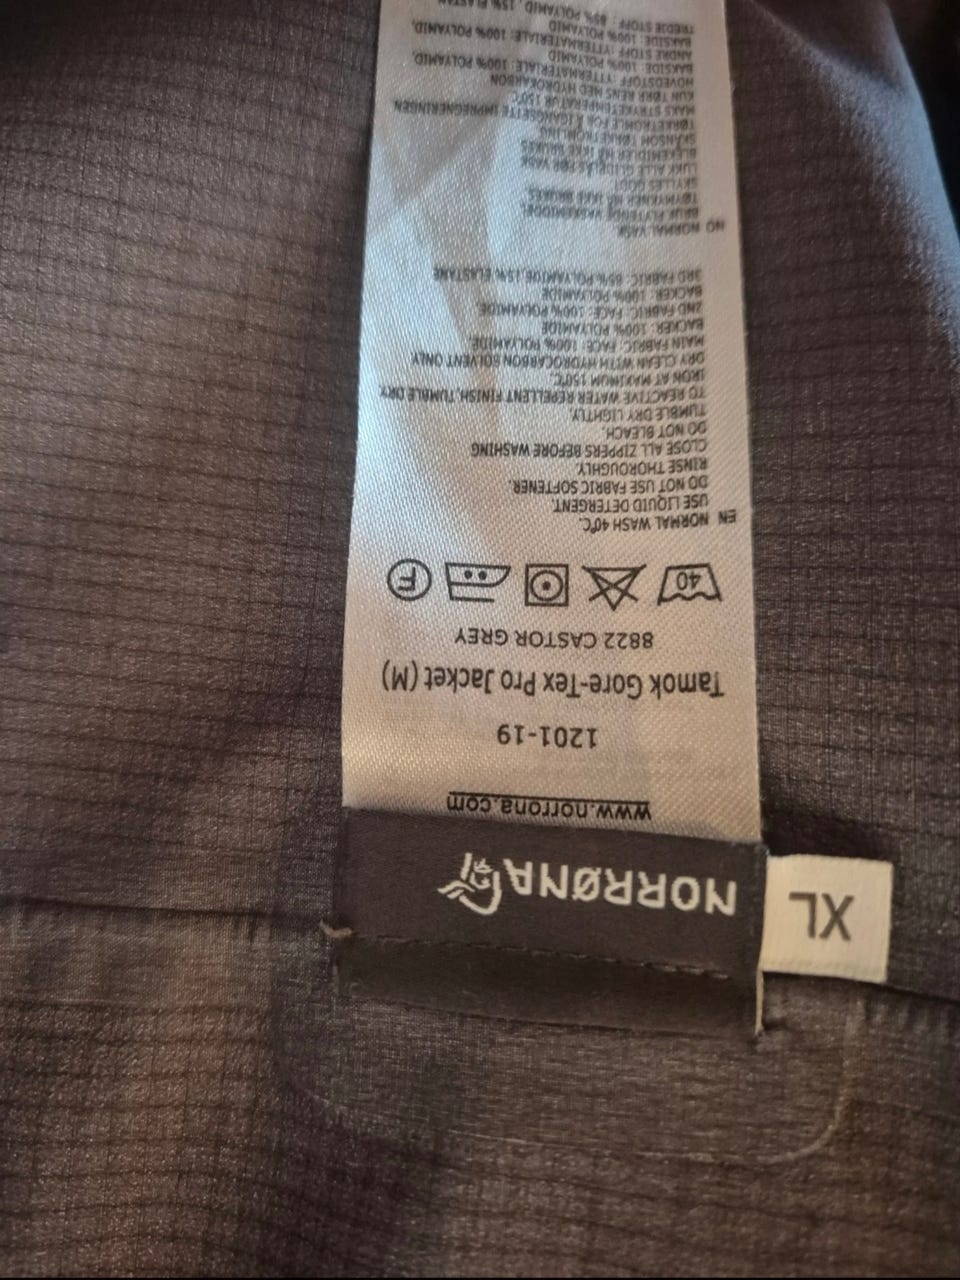 NORRØNA
XL
www.norrona.com
1201-19
Tamok Gore-Tex Pro Jacket (M)
8822 CASTOR GREY
40
F
EN NORMAL WASH 40°C.
USE LIQUID DETERGENT.
DO NOT USE FABRIC SOFTENER.
RINSE THOROUGHLY.
CLOSE ALL ZIPPERS BEFORE WASHING
DO NOT BLEACH.
TUMBLE DRY LIGHTLY.
TO REACTIVE WATER REPELLENT FINISH, TUMBLE DRY
IRON AT MAXIMUM 150°C.
DRY CLEAN WITH HYDROCARBON SOLVENT ONLY
MAIN FABRIC: FACE: 100% POLYAMIDE
BACKER: 100% POLYAMIDE
2ND FABRIC: FACE: 100% POLYAMIDE.
BACKER: 100% POLYAMIDE
3RD FABRIC: 85% POLYAMIDE, 15% ELASTANE
NO NORMAL VASK
BRUK FLYTENDE VASKEMIDDEL
TØYMYKNER MÅ IKKE BRUKES.
SKYLLES GODT
LUKK ALLE GLIDELÅS FØR VASK
BLEKEMIDLER MÅ IKKE BRUKES
SKÅNSOM TØRKETROMLING
TØRKETROMLE FOR Å IGANGSETTE IMPREGNERINGEN
MAKS STRYKETEMPERATUR 150°C
KUN TØRR RENS MED HYDROKARBON
HOVEDSTOFF: YTTERMATERIALE: 100% POLYAMID.
BAKSIDE: 100% POLYAMID
ANDRE STOFF: YTTERMATERIALE: 100% POLYAMID.
BAKSIDE: 100% POLYAMID
TREDJE STOFF: 85% POLYAMID, 15% ELASTAN